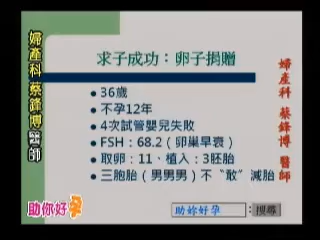 求子成功：卵子捐贈
婦產科 蔡鋒博醫師
• 36歲
• 不孕12年
• 4次試管嬰兒失敗
• FSH：68.2（卵巢早衰）
• 取卵：11、植入：3胚胎
• 三胞胎（男男男）不“敢”減胎
婦產科 蔡鋒博 醫師
助你好孕
助妳好孕 :搜尋